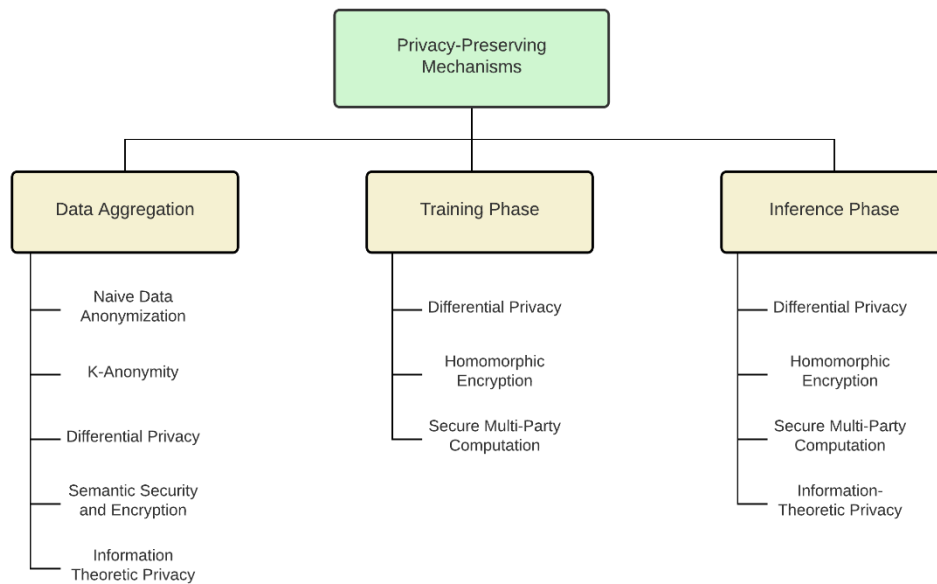 Privacy-Preserving
Mechanisms
Data Aggregation
Training Phase
Inference Phase
Naive Data
Anonymization
K-Anonymity
Differential Privacy
Semantic Security
and Encryption
Information
Theoretic Privacy
Differential Privacy
Homomorphic
Encryption
Secure Multi-Party
Computation
Differential Privacy
Homomorphic
Encryption
Secure Multi-Party
Computation
Information-
Theoretic Privacy